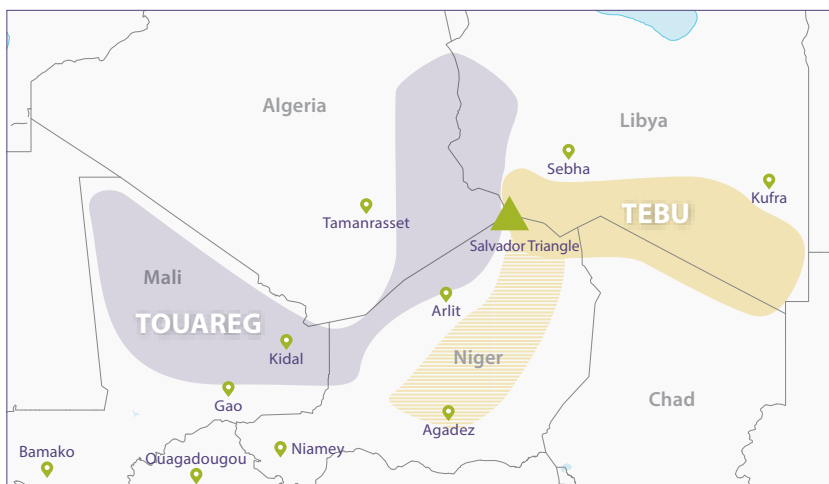 Algeria
Libya
Sebha
Kufra
Tamanrasset
TEBU
Salvador Triangle
Mali
Arlit
TOUAREG
Kidal
Niger
Gao
Chad
Agadez
Bamako
Ouagadougou
Niamey